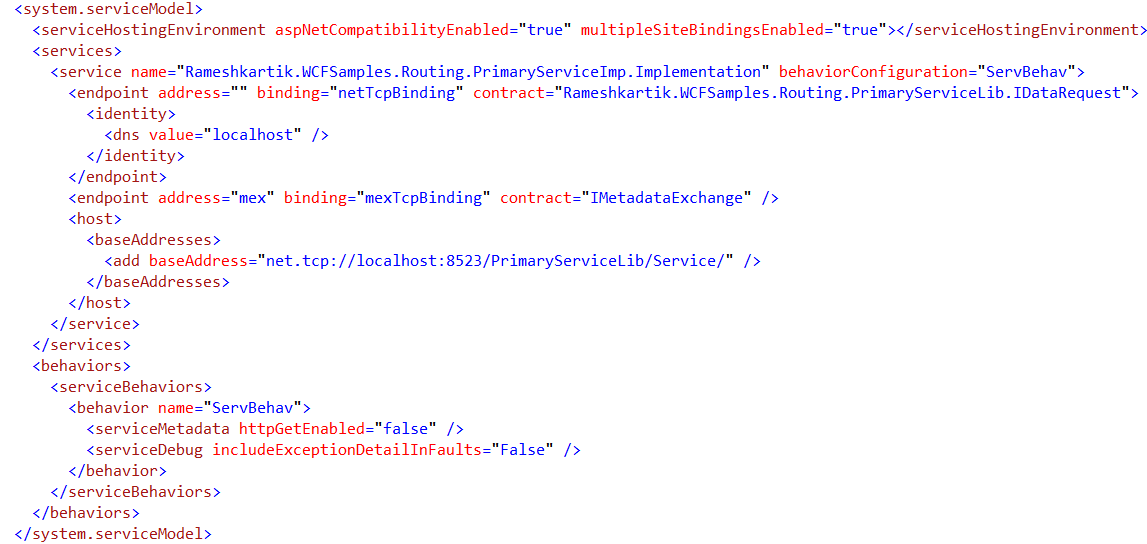 <system.serviceModel>
<serviceHostingEnvironment aspNetCompatibilityEnabled="true" multipleSiteBindingsEnabled="true"></serviceHostingEnvironment>
<services>
<service name="Rameshkartik.WCFSamples.Routing.PrimaryServiceImp.Implementation" behaviorConfiguration="ServBehav">
<endpoint address="" binding="netTcpBinding" contract="Rameshkartik.WCFSamples.Routing.PrimaryServiceLib.IDataRequest">
<identity>
<dns value="localhost" />
</identity>
</endpoint>
<endpoint address="mex" binding="mexTcpBinding" contract="IMetadataExchange" />
<host>
<baseAddresses>
<add baseAddress="net.tcp://localhost:8523/PrimaryServiceLib/Service/" />
</baseAddresses>
</host>
</service>
</services>
<behaviors>
<serviceBehaviors>
<behavior name="ServBehav">
<serviceMetadata httpGetEnabled="false" />
<serviceDebug includeExceptionDetailInFaults="False" />
</behavior>
</serviceBehaviors>
</behaviors>
</system.serviceModel>